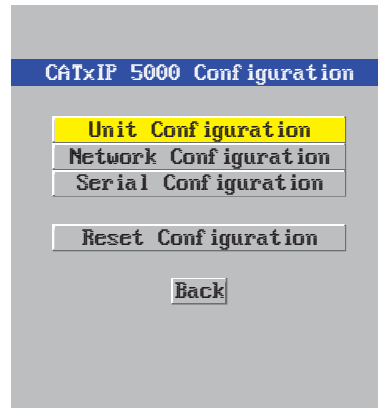 CATxIP 5000 Configuration
Unit Configuration
Network Configuration
Serial Configuration
Reset Configuration
Back